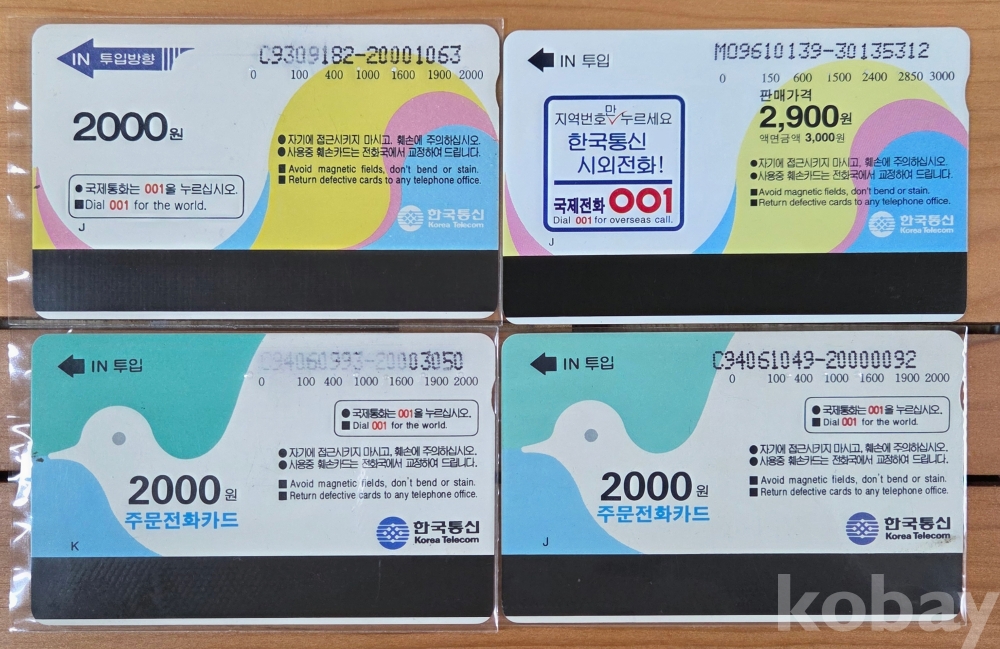 IN 투입방향
C9309182-20001063
0 100 400 1000 1600 1900 2000
2000원
● 자기에 접근시키지 마시고, 훼손에 주의하십시오.
● 사용중 훼손카드는 전화국에서 교정하여 드립니다.
■ Avoid magnetic fields, don't bend or stain.
■ Return defective cards to any telephone office.
● 국제통화는 001을 누르십시오.
■ Dial 001 for the world.
J
한국통신
Korea Telecom
IN 투입
M09610139-30135312
0 150 600 1500 2400 2850 3000
판매가격
2,900원
액면금액 3,000원
만
지역번호 누르세요
한국통신
시외전화!
국제전화 001
Dial 001 for overseas call.
● 자기에 접근시키지 마시고, 훼손에 주의하십시오.
● 사용중 훼손카드는 전화국에서 교정하여 드립니다.
■ Avoid magnetic fields, don't bend or stain.
■ Return defective cards to any telephone office.
J
한국통신
Korea Telecom
IN 투입
C94060993-20003050
0 100 400 1000 1600 1900 2000
● 국제통화는 001을 누르십시오.
■ Dial 001 for the world.
● 자기에 접근시키지 마시고, 훼손에 주의하십시오.
● 사용중 훼손카드는 전화국에서 교정하여 드립니다.
■ Avoid magnetic fields, don't bend or stain.
■ Return defective cards to any telephone office.
2000원
주문전화카드
K
한국통신
Korea Telecom
IN 투입
C94061049-20000092
0 100 400 1000 1600 1900 2000
● 국제통화는 001을 누르십시오.
■ Dial 001 for the world.
● 자기에 접근시키지 마시고, 훼손에 주의하십시오.
● 사용중 훼손카드는 전화국에서 교정하여 드립니다.
■ Avoid magnetic fields, don't bend or stain.
■ Return defective cards to any telephone office.
2000원
주문전화카드
J
한국통신
Korea Telecom
kobay